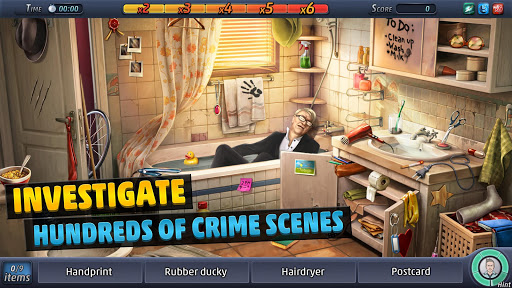 TIME
00:00
x2 x3 x4 x5 x6
SCORE
0
TO DO:
- Clean up
- Wash
- Milk
INVESTIGATE
HUNDREDS OF CRIME SCENES
0/9
items
Handprint
Rubber ducky
Hairdryer
Postcard
Hint